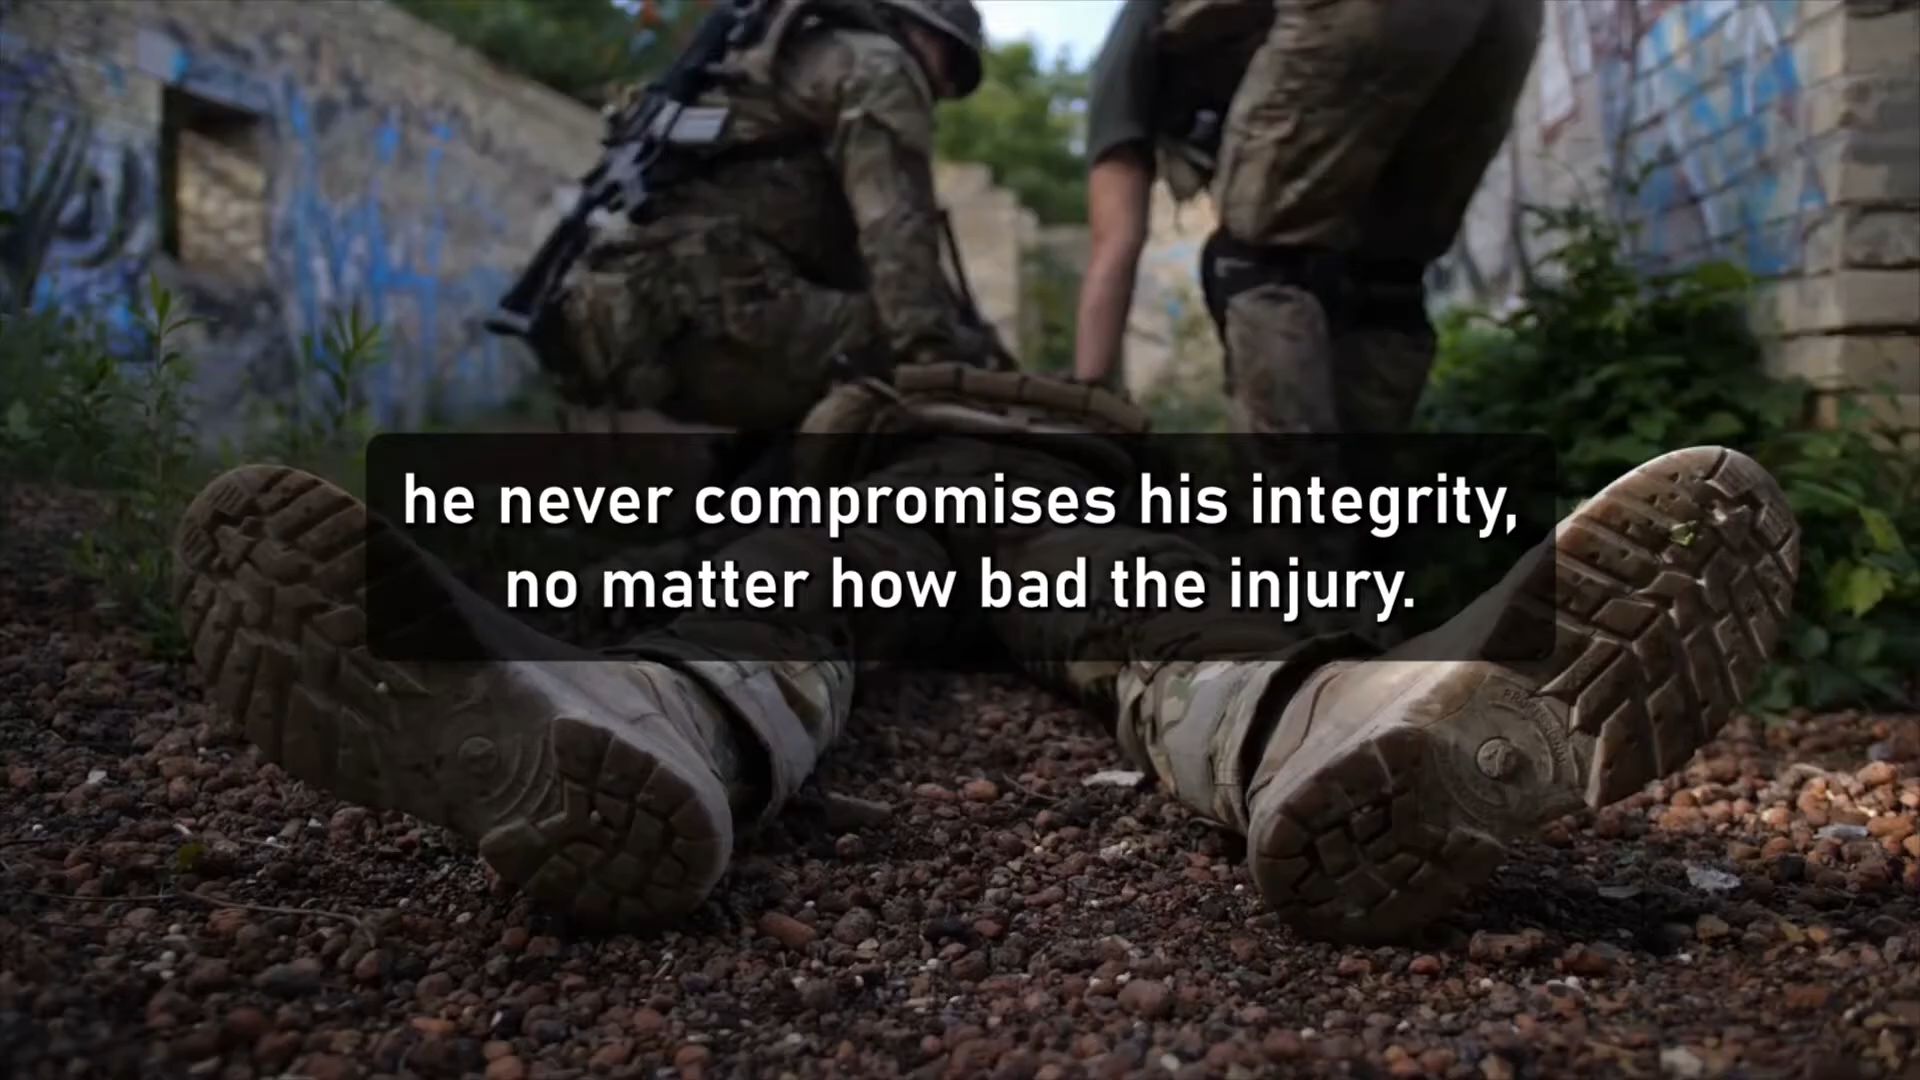 he never compromises his integrity,
no matter how bad the injury.